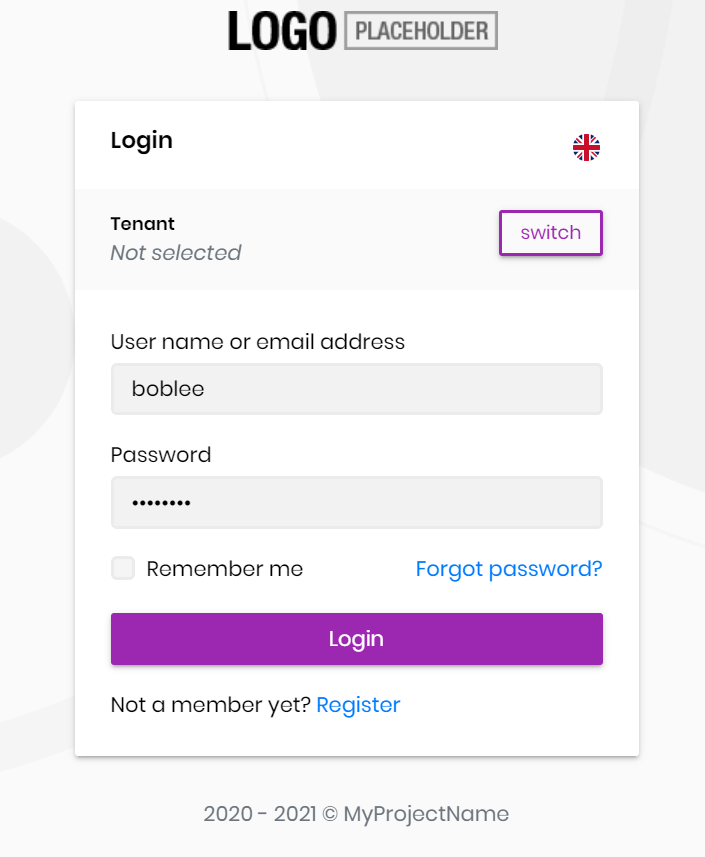 LOGO PLACEHOLDER
Login
Tenant
Not selected
switch
User name or email address
boblee
Password
••••••••
Remember me
Forgot password?
Login
Not a member yet? Register
2020 - 2021 © MyProjectName